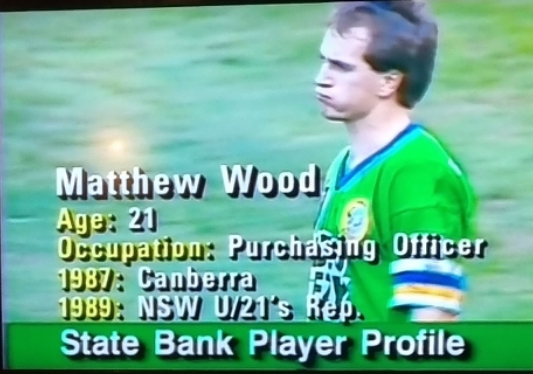 Matthew Wood
Age: 21
Occupation: Purchasing Officer
1987: Canberra
1989: NSW U/21's Rep.
State Bank Player Profile